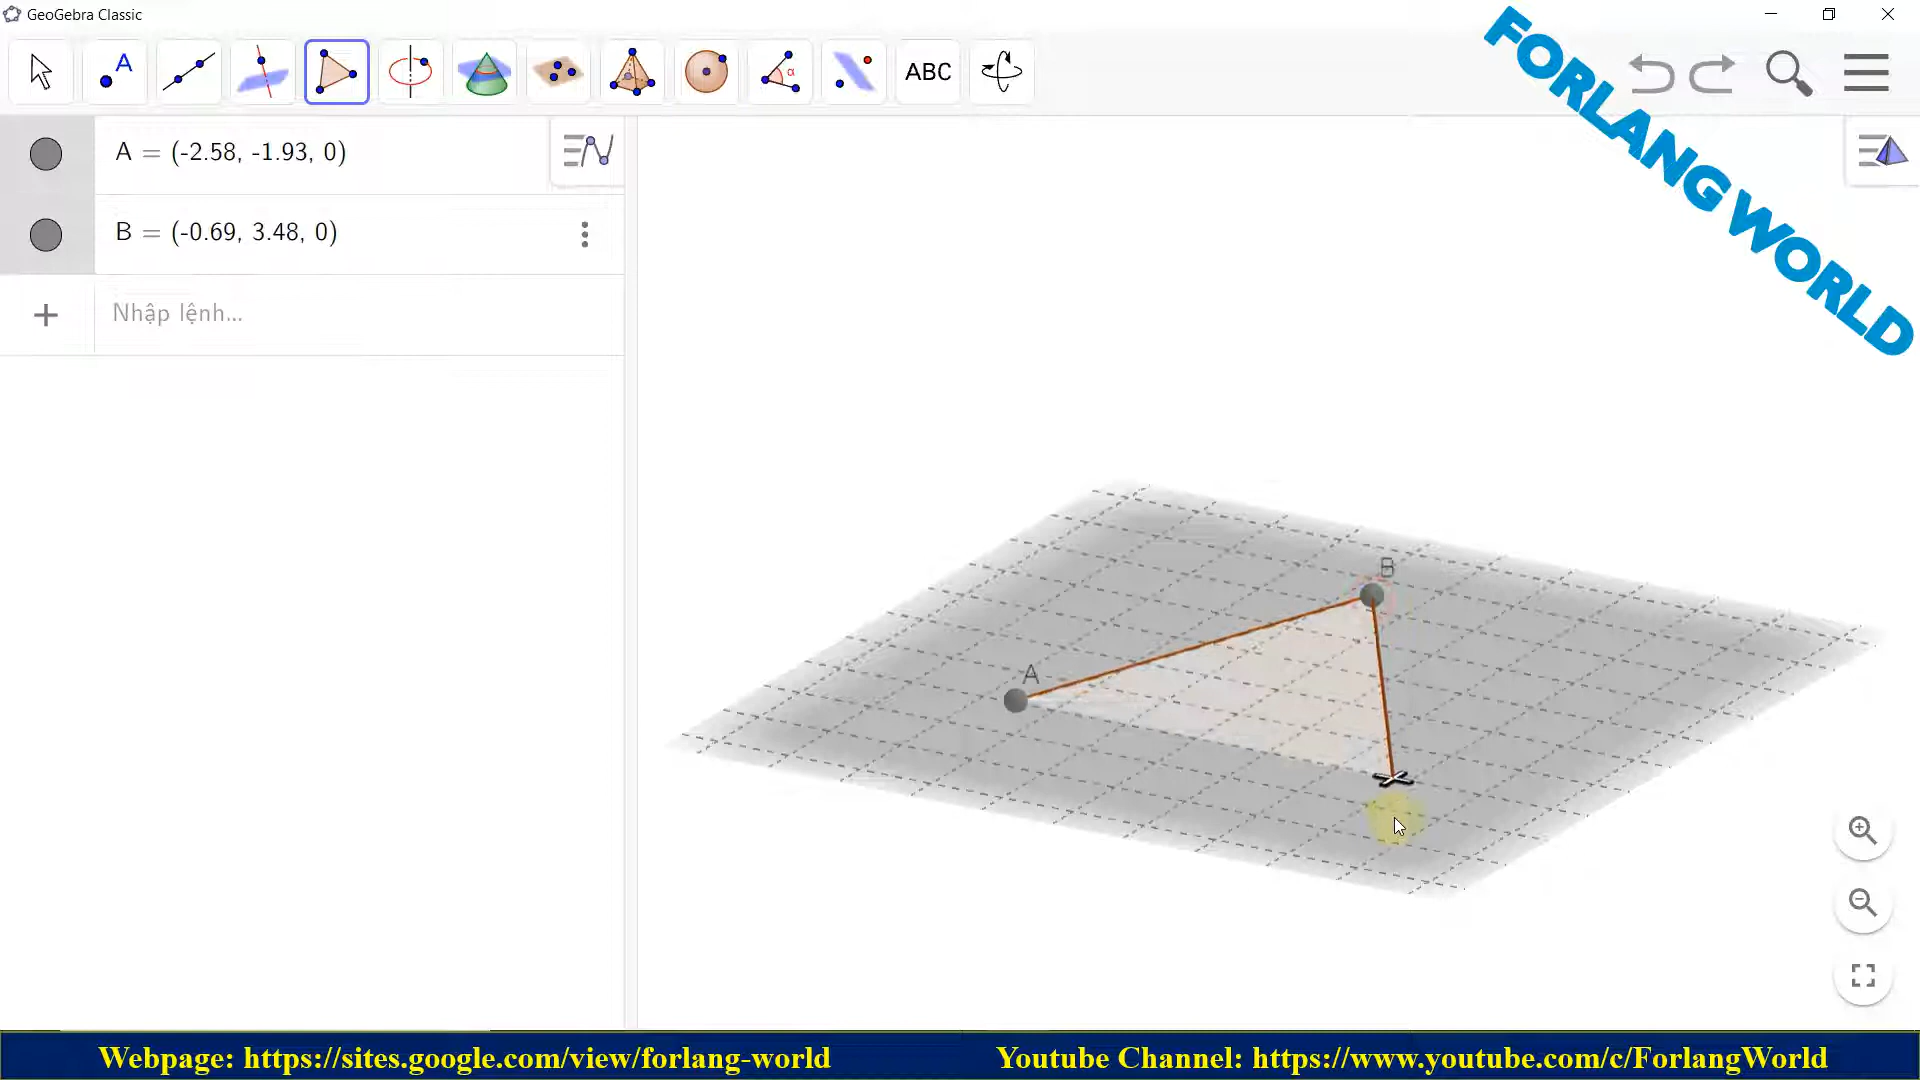 GeoGebra Classic
A
α
ABC
FORLANG WORLD
A = (-2.58, -1.93, 0)
B = (-0.69, 3.48, 0)
Nhập lệnh...
B
A
Webpage: https://sites.google.com/view/forlang-world
Youtube Channel: https://www.youtube.com/c/ForlangWorld